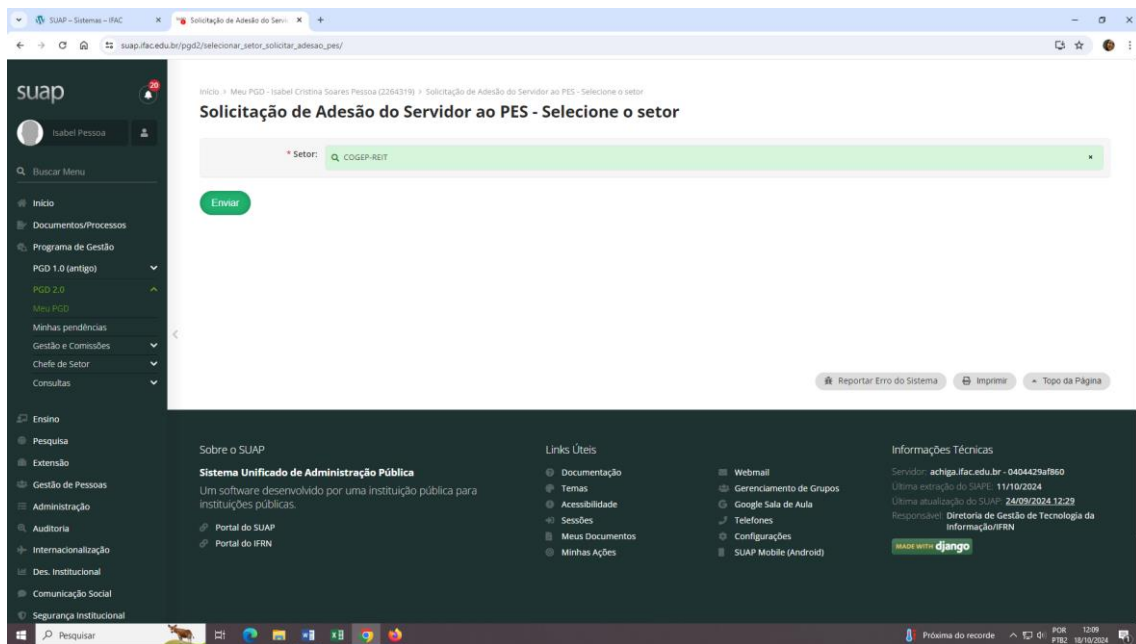 SUAP – Sistemas – IFAC
Solicitação de Adesão do Servi
suap.ifac.edu.br/pgd2/selecionar_setor_solicitar_adesao_pes/
suap
20
Isabel Pessoa
Buscar Menu
Início
Documentos/Processos
Programa de Gestão
PGD 1.0 (antigo)
PGD 2.0
Meu PGD
Minhas pendências
Gestão e Comissões
Chefe de Setor
Consultas
Ensino
Pesquisa
Extensão
Gestão de Pessoas
Administração
Auditoria
Internacionalização
Des. Institucional
Comunicação Social
Segurança Institucional
Início > Meu PGD - Isabel Cristina Soares Pessoa (2264319) > Solicitação de Adesão do Servidor ao PES - Selecione o setor
Solicitação de Adesão do Servidor ao PES - Selecione o setor
* Setor:
COGEP-REIT
Enviar
Reportar Erro do Sistema
Imprimir
Topo da Página
Sobre o SUAP
Sistema Unificado de Administração Pública
Um software desenvolvido por uma instituição pública para
instituições públicas.
Portal do SUAP
Portal do IFRN
Links Úteis
Documentação
Temas
Acessibilidade
Sessões
Meus Documentos
Minhas Ações
Webmail
Gerenciamento de Grupos
Google Sala de Aula
Telefones
Configurações
SUAP Mobile (Android)
Informações Técnicas
Servidor: achiga.ifac.edu.br - 0404429af860
Última extração do SIAPE: 11/10/2024
Última atualização do SUAP: 24/09/2024 12:29
Responsável: Diretoria de Gestão de Tecnologia da
Informação/IFRN
MADE WITH django
Pesquisar
Próxima do recorde
POR
PTB2
12:09
18/10/2024